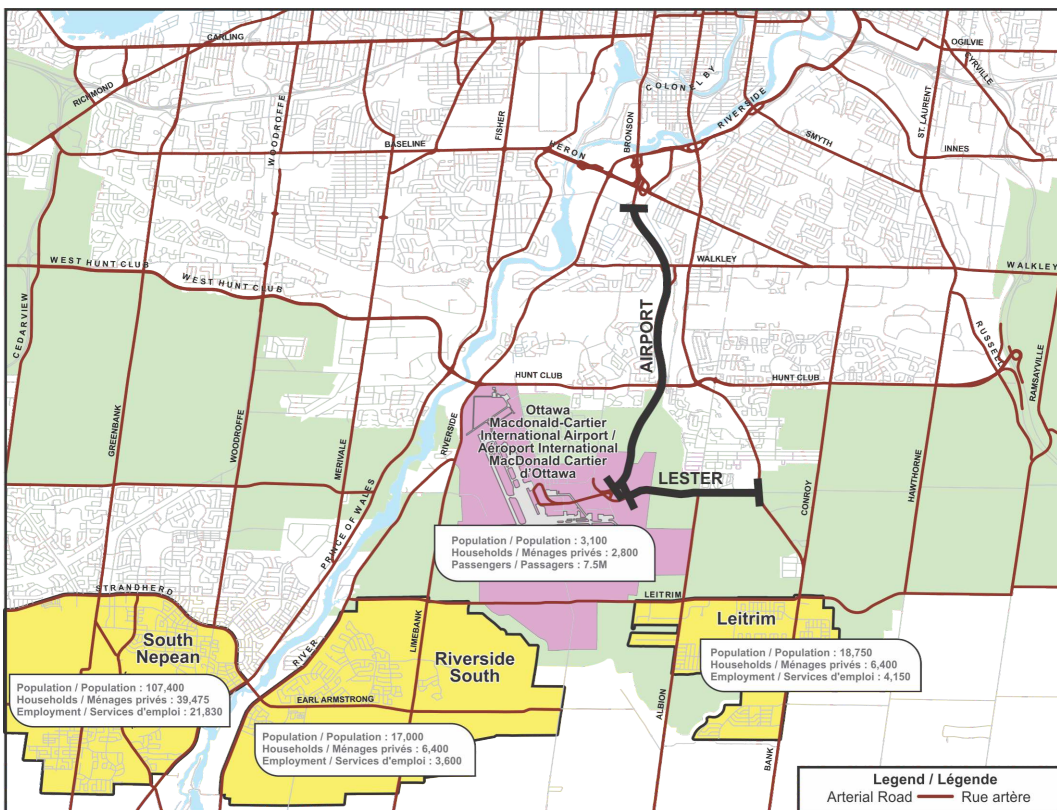 CARLING
OGILVIE
CYRVILLE
RICHMOND
COLONEL BY
RIVERSIDE
WOODROFFE
FISHER
BRONSON
ST. LAURENT
SMYTH
BASELINE
HERON
INNES
WEST HUNT CLUB
WEST HUNT CLUB
WALKLEY
WALKLEY
CEDARVIEW
AIRPORT
RUSSELL
RAMSAYVILLE
HUNT CLUB
HUNT CLUB
GREENBANK
WOODROFFE
MERIVALE
RIVERSIDE
Ottawa
Macdonald-Cartier
International Airport /
Aéroport International
MacDonald Cartier
d'Ottawa
LESTER
CONROY
HAWTHORNE
PRINCE OF WALES
Population / Population : 3,100
Households / Ménages privés : 2,800
Passengers / Passagers : 7.5M
STRANDHERD
LEITRIM
South
Nepean
RIVER
LIMEBANK
Riverside
South
Leitrim
Population / Population : 18,750
Households / Ménages privés : 6,400
Employment / Services d'emploi : 4,150
Population / Population : 107,400
Households / Ménages privés : 39,475
Employment / Services d'emploi : 21,830
EARL ARMSTRONG
ALBION
Population / Population : 17,000
Households / Ménages privés : 6,400
Employment / Services d'emploi : 3,600
BANK
Legend / Légende
Arterial Road Rue artère